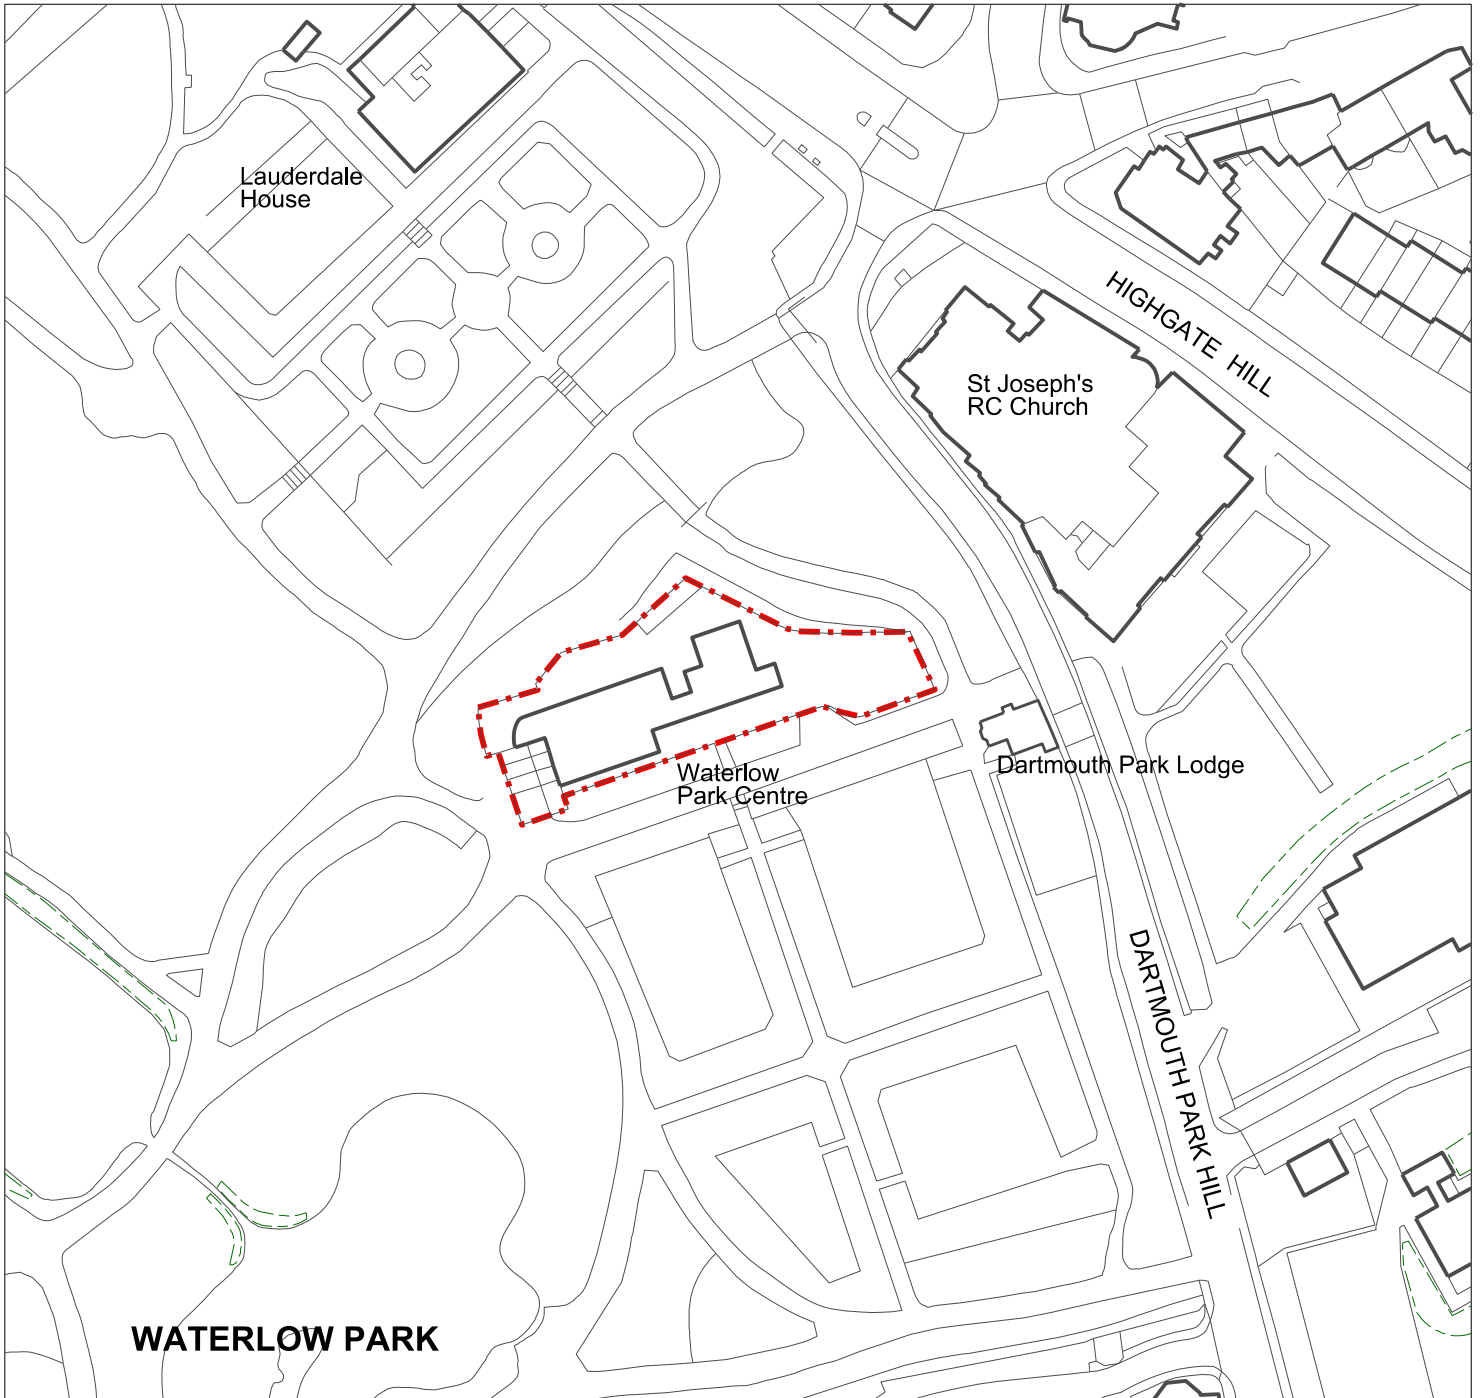 Lauderdale
House
HIGHGATE HILL
St Joseph's
RC Church
Waterlow
Park Centre
Dartmouth Park Lodge
DARTMOUTH PARK HILL
WATERLOW PARK